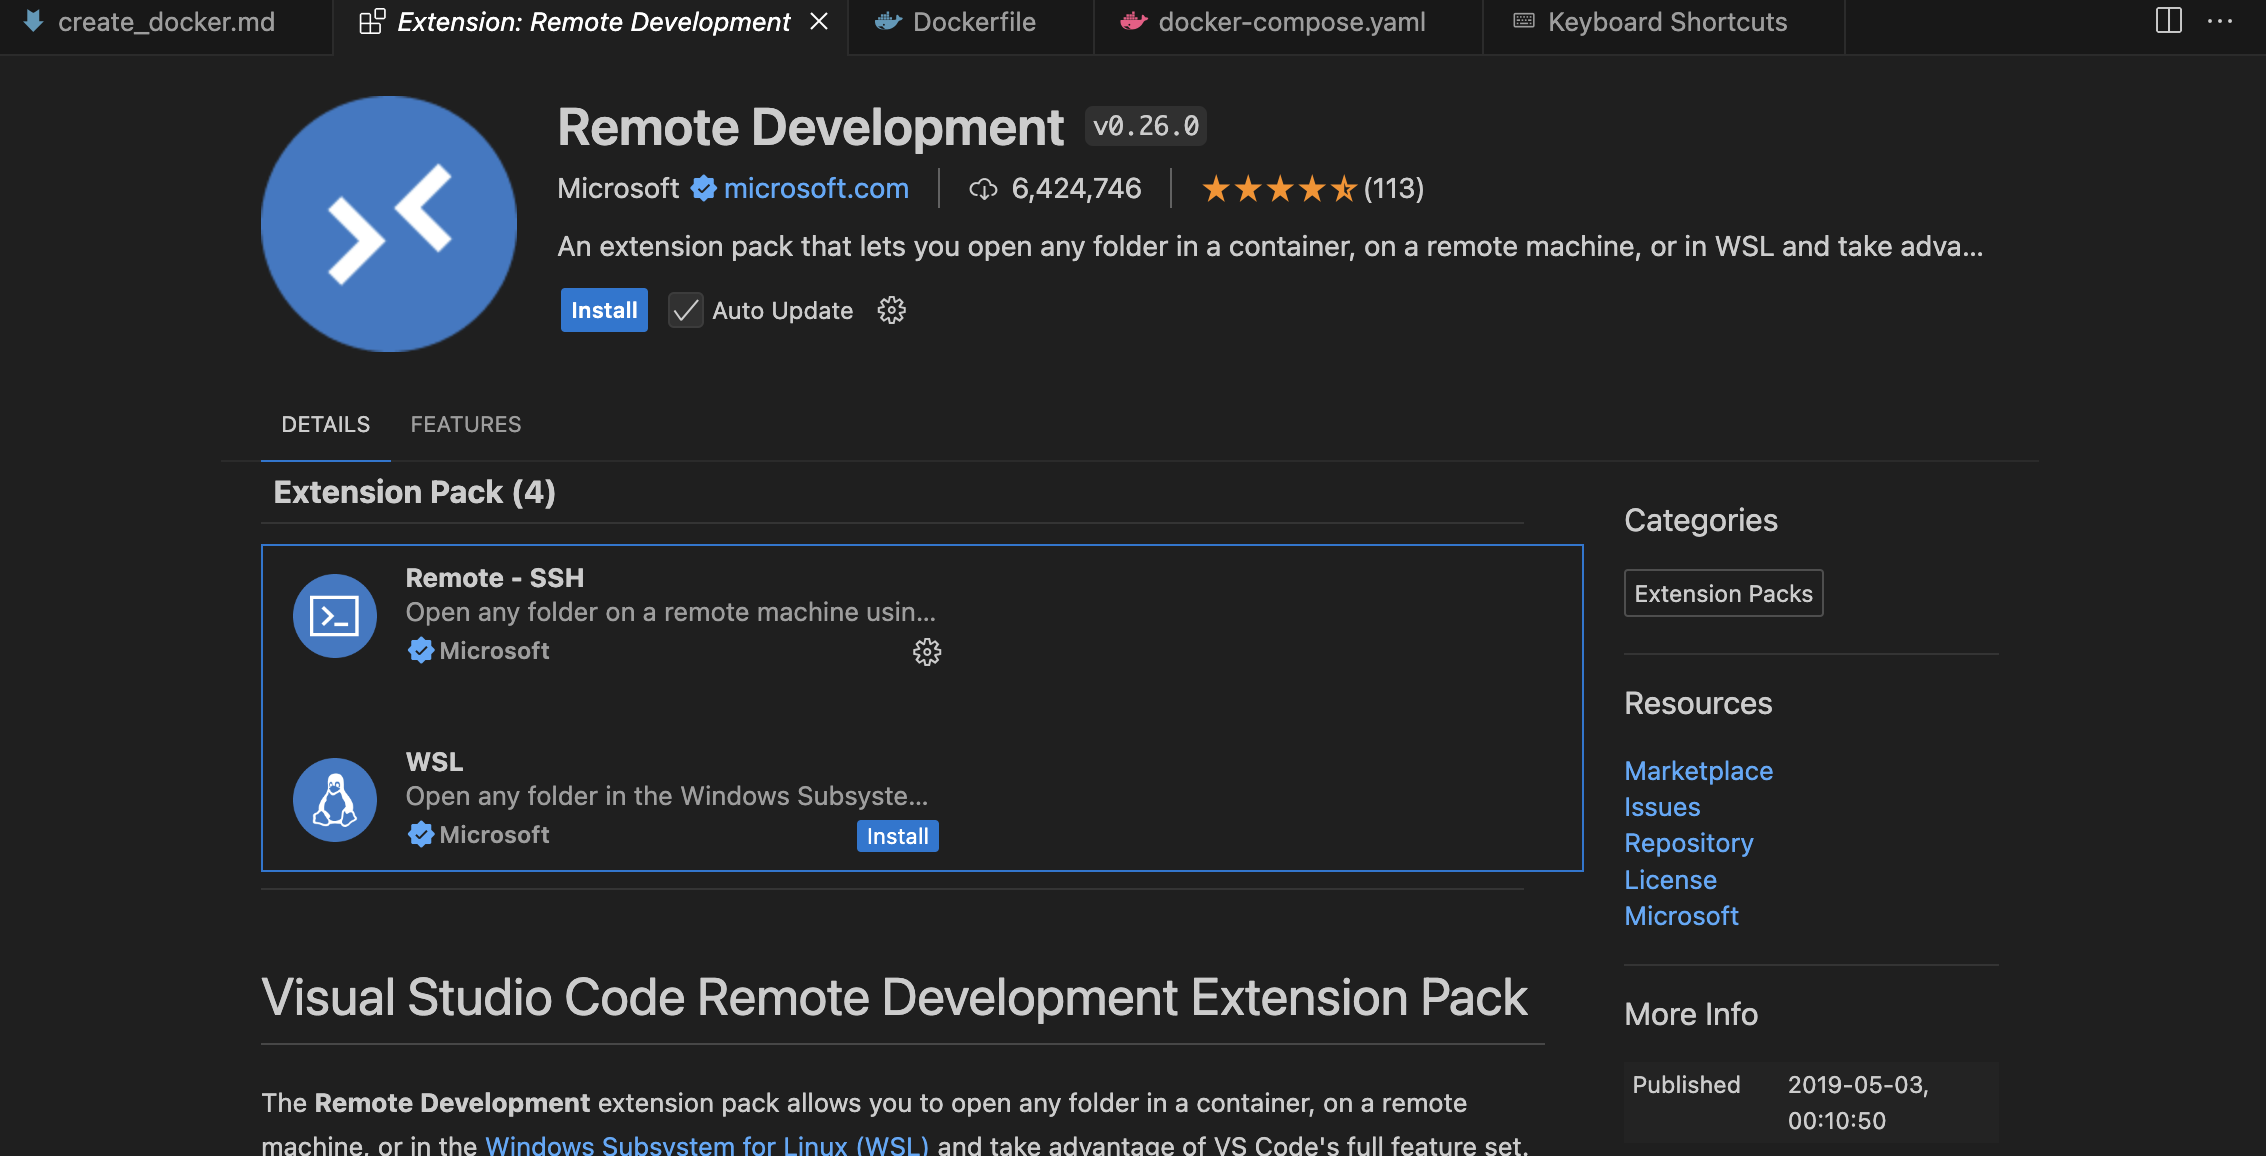 create_docker.md
Extension: Remote Development
Dockerfile
docker-compose.yaml
Keyboard Shortcuts
Remote Development v0.26.0
Microsoft microsoft.com 6,424,746 (113)
An extension pack that lets you open any folder in a container, on a remote machine, or in WSL and take adva...
Install Auto Update
DETAILS FEATURES
Extension Pack (4)
Remote - SSH
Open any folder on a remote machine usin...
Microsoft
WSL
Open any folder in the Windows Subsyste...
Microsoft
Install
Visual Studio Code Remote Development Extension Pack
The Remote Development extension pack allows you to open any folder in a container, on a remote
machine, or in the Windows Subsystem for Linux (WSL) and take advantage of VS Code's full feature set.
Categories
Extension Packs
Resources
Marketplace
Issues
Repository
License
Microsoft
More Info
Published 2019-05-03,
00:10:50